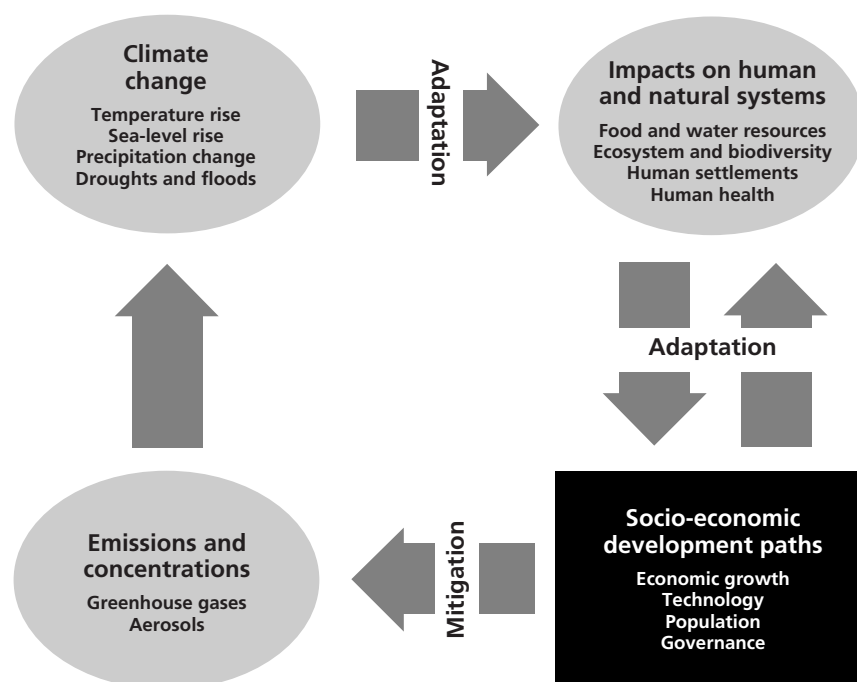 Climate
change
Temperature rise
Sea-level rise
Precipitation change
Droughts and floods
Adaptation
Impacts on human
and natural systems
Food and water resources
Ecosystem and biodiversity
Human settlements
Human health
Adaptation
Emissions and
concentrations
Greenhouse gases
Aerosols
Mitigation
Socio-economic
development paths
Economic growth
Technology
Population
Governance